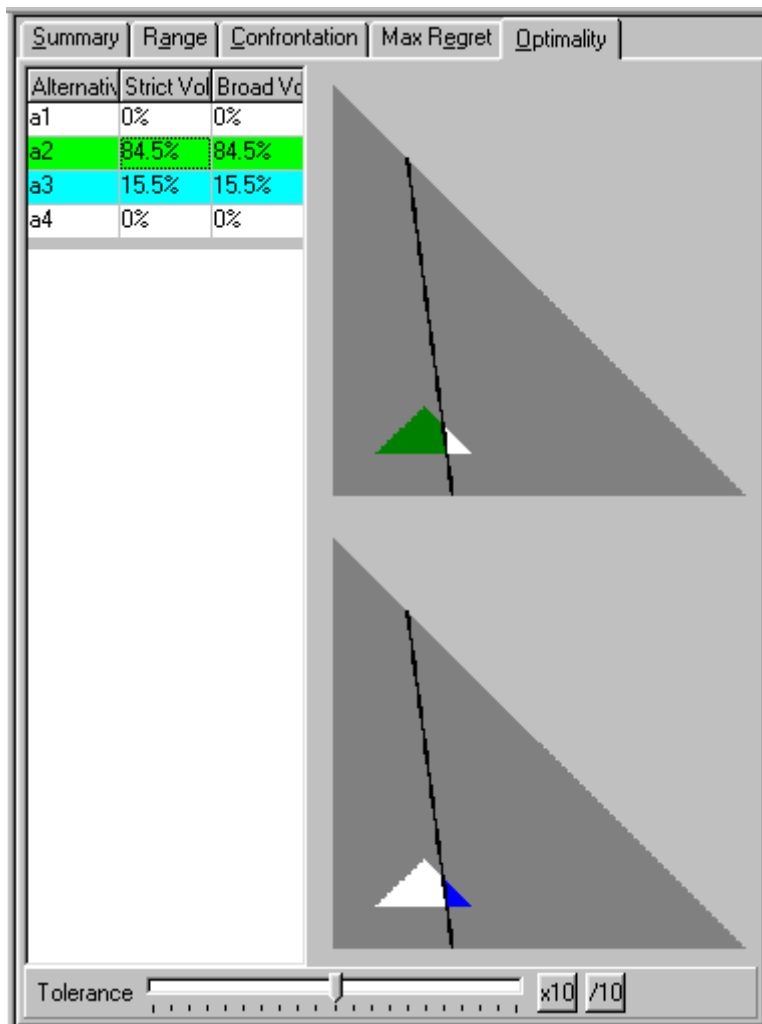 Summary Range Confrontation Max Regret Optimality
Alternativ Strict Vol Broad Vo
a1 0% 0%
a2 84.5% 84.5%
a3 15.5% 15.5%
a4 0% 0%
Tolerance x10 /10